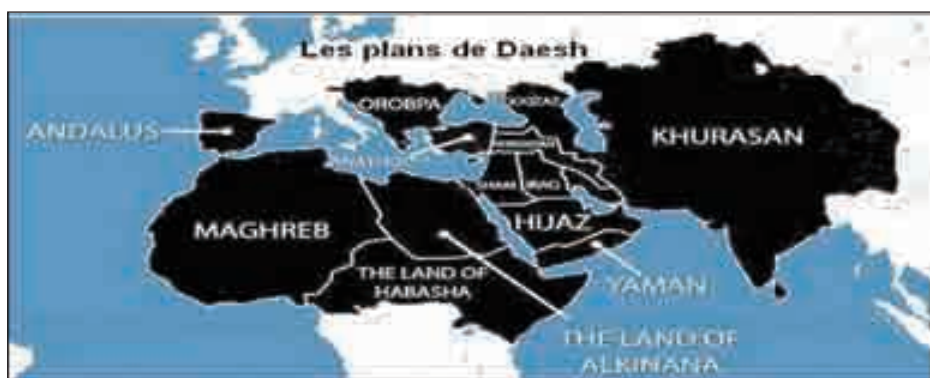 Les plans de Daesh
OROBPA
ANDALUS
KHURASAN
SHAM
IRAQ
HIJAZ
MAGHREB
THE LAND OF
HABASHA
YAMAN
THE LAND OF
ALKINANA